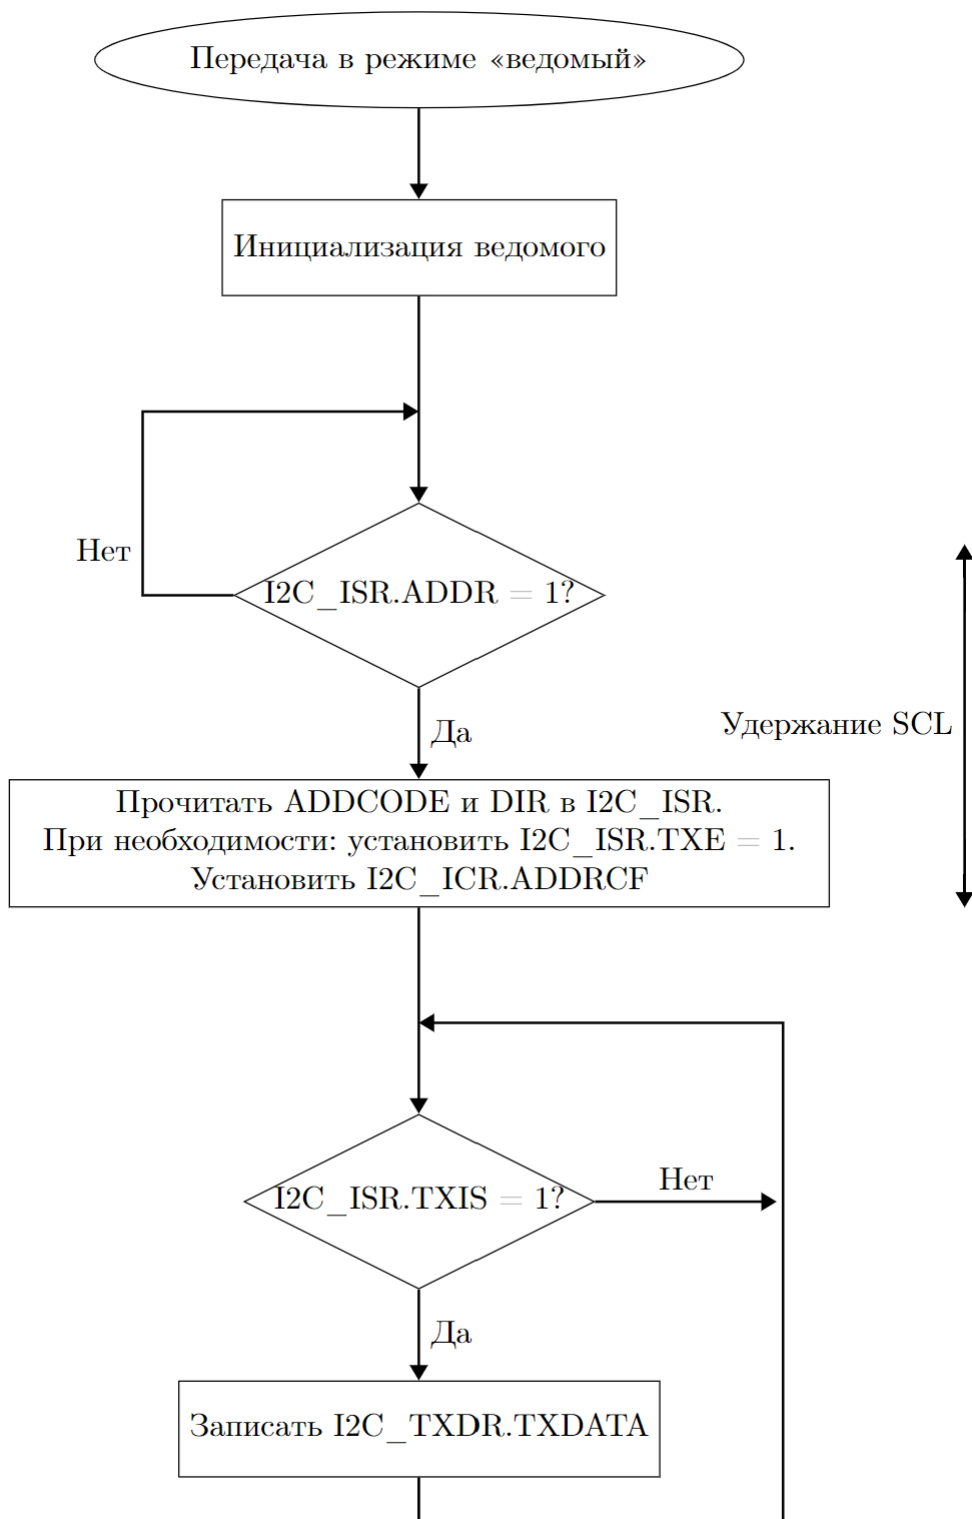 Передача в режиме «ведомый»
Инициализация ведомого
Нет
I2C_ISR.ADDR = 1?
Да
Удержание SCL
Прочитать ADDCODE и DIR в I2C_ISR.
При необходимости: установить I2C_ISR.TXE = 1.
Установить I2C_ICR.ADDRCF
I2C_ISR.TXIS = 1?
Нет
Да
Записать I2C_TXDR.TXDATA